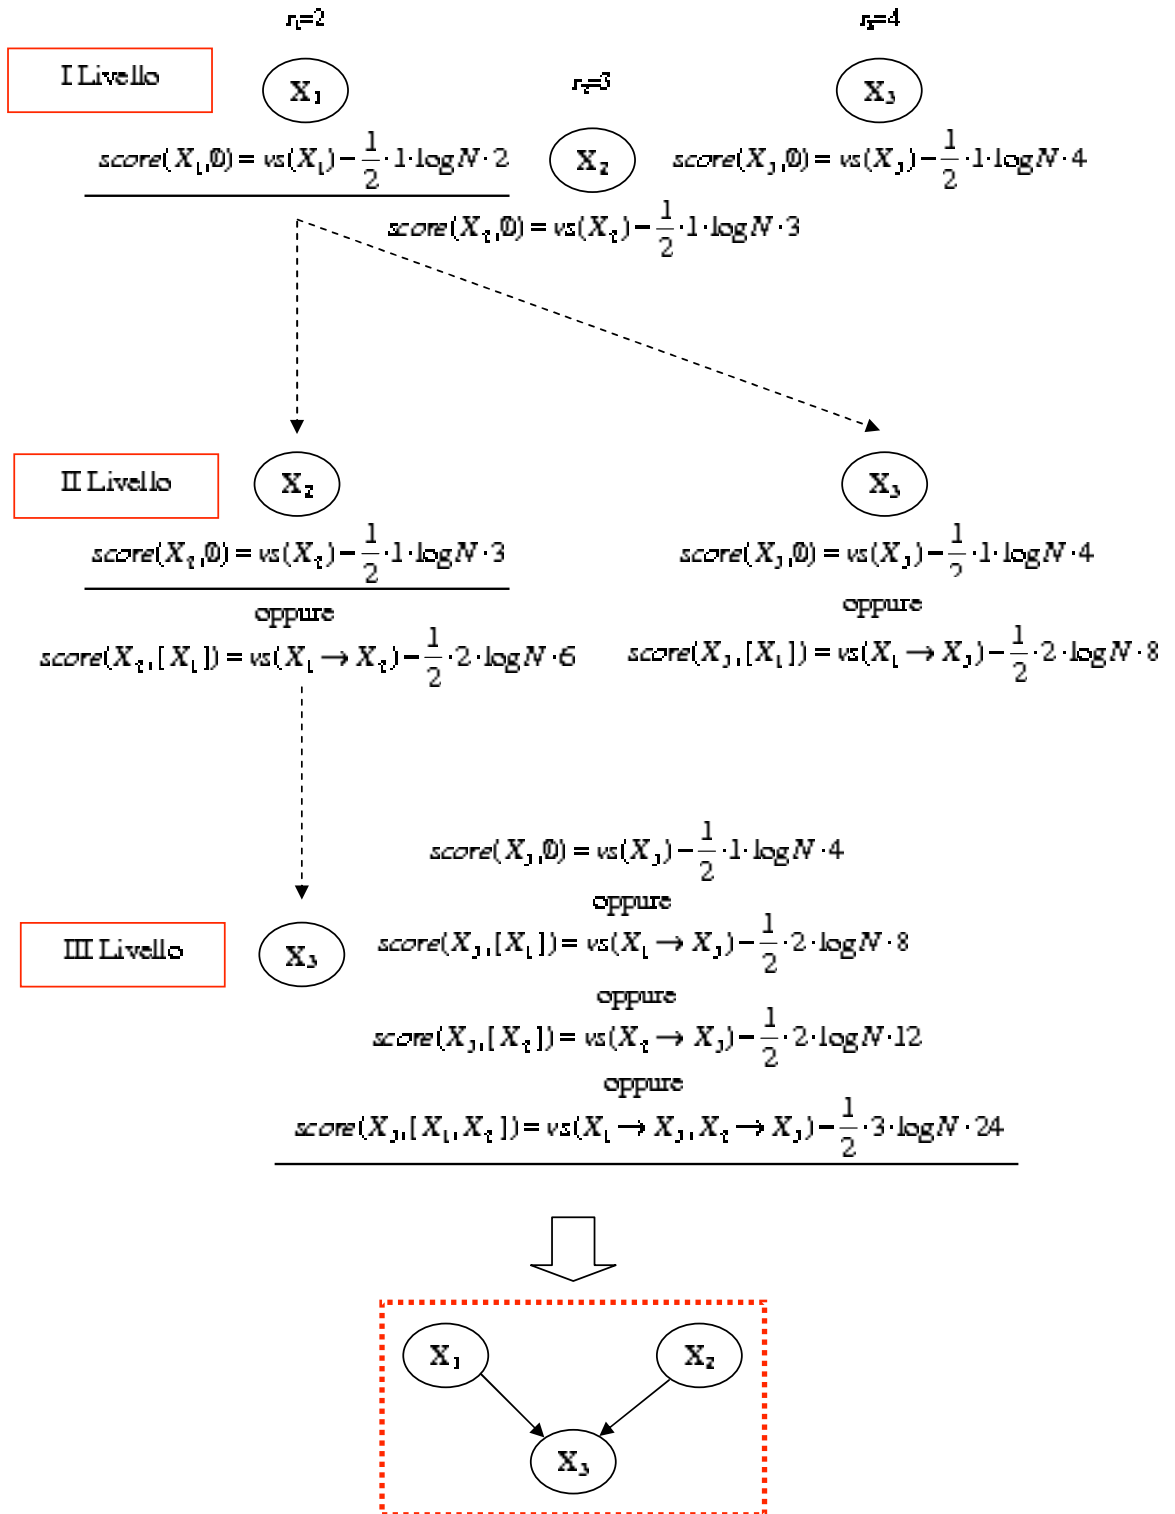 r₁=2
r₃=4
I Livello
X₁
r₂=3
X₃
score(X₁,0) = vs(X₁) − 1/2 · 1 · log N · 2
X₂
score(X₃,0) = vs(X₃) − 1/2 · 1 · log N · 4
score(X₂,0) = vs(X₂) − 1/2 · 1 · log N · 3
II Livello
X₂
X₃
score(X₂,0) = vs(X₂) − 1/2 · 1 · log N · 3
score(X₃,0) = vs(X₃) − 1/2 · 1 · log N · 4
oppure
oppure
score(X₂,[X₁]) = vs(X₁ → X₂) − 1/2 · 2 · log N · 6
score(X₃,[X₁]) = vs(X₁ → X₃) − 1/2 · 2 · log N · 8
score(X₃,0) = vs(X₃) − 1/2 · 1 · log N · 4
oppure
III Livello
X₃
score(X₃,[X₁]) = vs(X₁ → X₃) − 1/2 · 2 · log N · 8
oppure
score(X₃,[X₂]) = vs(X₂ → X₃) − 1/2 · 2 · log N · 12
oppure
score(X₃,[X₁,X₂]) = vs(X₁ → X₃,X₂ → X₃) − 1/2 · 3 · log N · 24
X₁
X₂
X₃